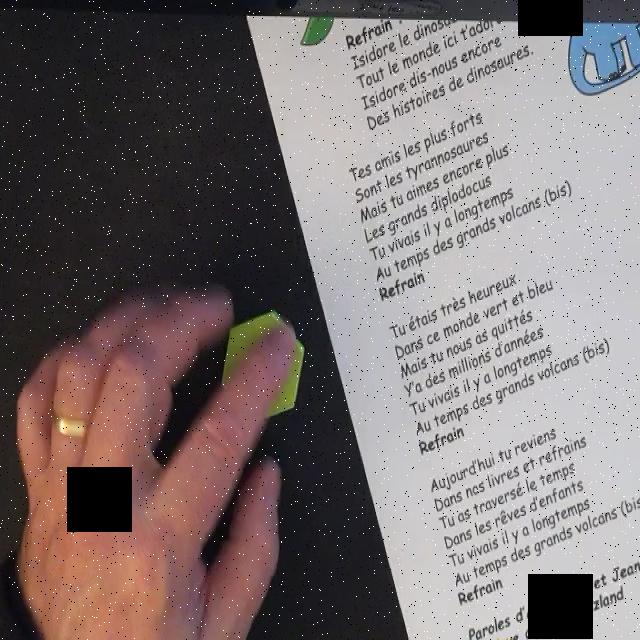 Refrain
Isidore le dinosau
Tout le monde ici t'adore
Isidore dis-nous encore
Des histoires de dinosaures.
Tes amis les plus forts
Sont les tyrannosaures
Mais tu aimes encore plus
Les grands diplodocus
Tu vivais il y a longtemps
Au temps des grands volcans (bis)
Refrain
Tu étais très heureux
Dans ce monde vert et bleu
Mais tu nous as quittés
Y'a des millions d'années
Tu vivais il y a longtemps
Au temps des grands volcans (bis)
Refrain
Aujourd'hui tu reviens
Dans nos livres et refrains
Tu as traversé le temps
Dans les rêves d'enfants
Tu vivais il y a longtemps
Au temps des grands volcans (bis
Refrain
Paroles d' et Jean
zland